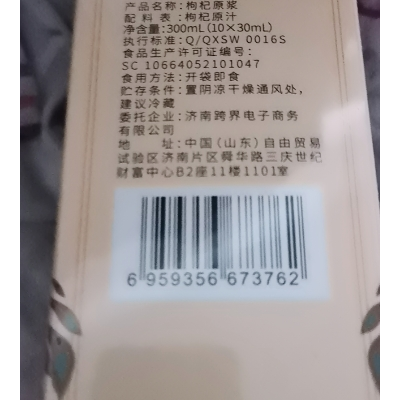 产品名称：枸杞原浆
配料表：枸杞原汁
净含量：300mL(10×30mL)
执行标准：Q/QXSW 0016S
食品生产许可证编号：
SC 10664052101047
食用方法：开袋即食
贮存条件：置阴凉干燥通风处，
建议冷藏
委托企业：济南跨界电子商务
有限公司
地 址：中国(山东)自由贸易
试验区济南片区舜华路三庆世纪
财富中心B2座11楼1101室
6 959356 673762